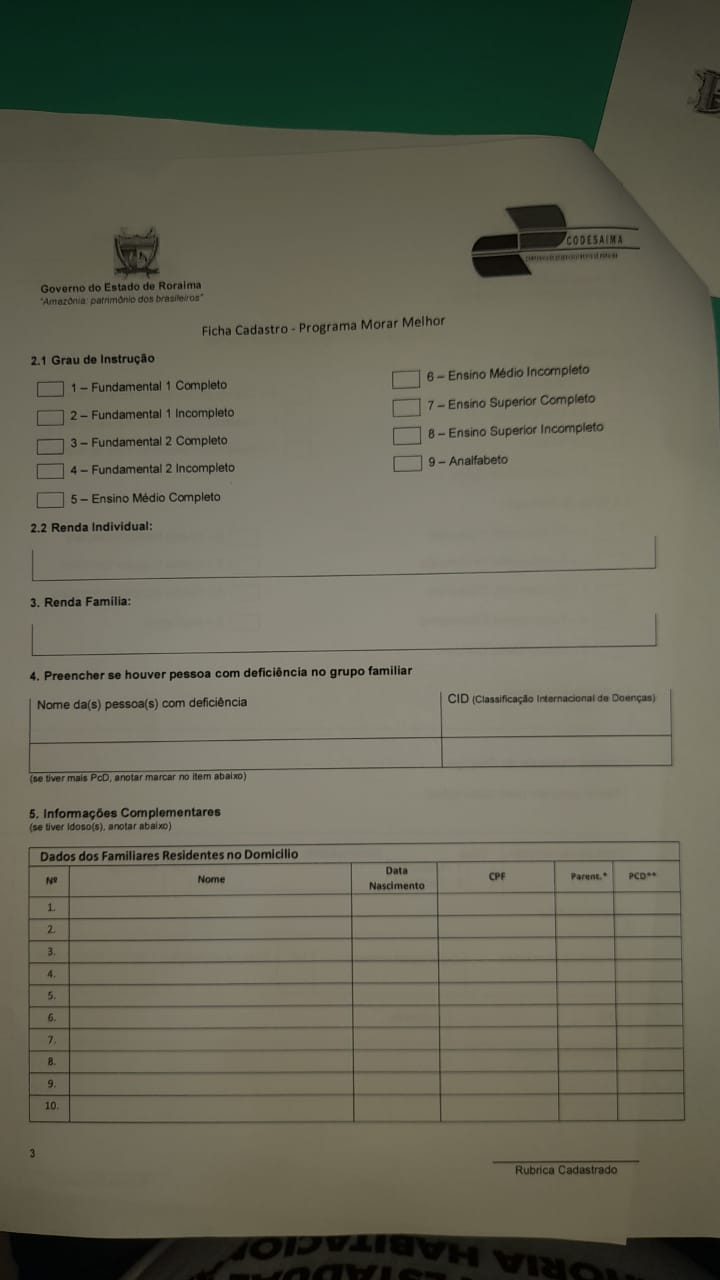 CODESAIMA
Governo do Estado de Roraima
"Amazônia: patrimônio dos brasileiros"
Ficha Cadastro - Programa Morar Melhor
2.1 Grau de Instrução
1 – Fundamental 1 Completo
2 – Fundamental 1 Incompleto
3 – Fundamental 2 Completo
4 – Fundamental 2 Incompleto
5 – Ensino Médio Completo
6 – Ensino Médio Incompleto
7 – Ensino Superior Completo
8 – Ensino Superior Incompleto
9 – Analfabeto
2.2 Renda Individual:
3. Renda Família:
4. Preencher se houver pessoa com deficiência no grupo familiar
Nome da(s) pessoa(s) com deficiência
CID (Classificação Internacional de Doenças)
(se tiver mais PcD, anotar marcar no item abaixo)
5. Informações Complementares
(se tiver idoso(s), anotar abaixo)
Dados dos Familiares Residentes no Domicilio
Nº Nome Data Nascimento CPF Parent.* PCD**
1.
2.
3.
4.
5.
6.
7.
8.
9.
10.
3
Rubrica Cadastrado